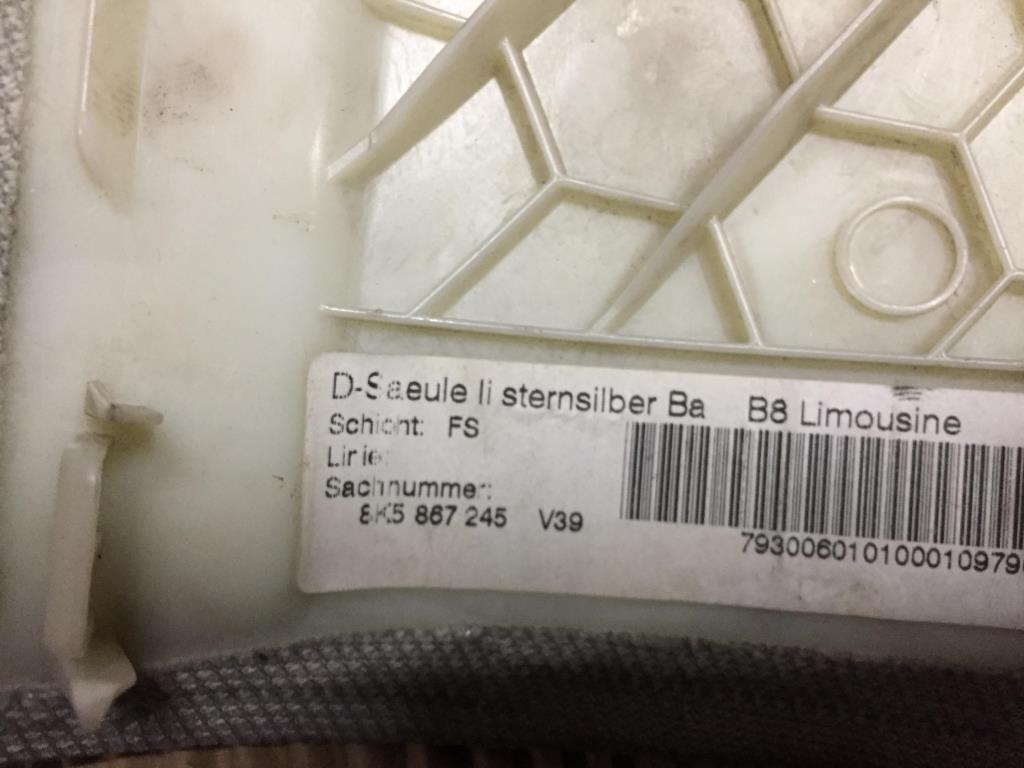 D-Saeule li sternsilber Ba B8 Limousine
Schicht: FS
Linie
Sachnummer:
8K5 867 245 V39
793006010100010979